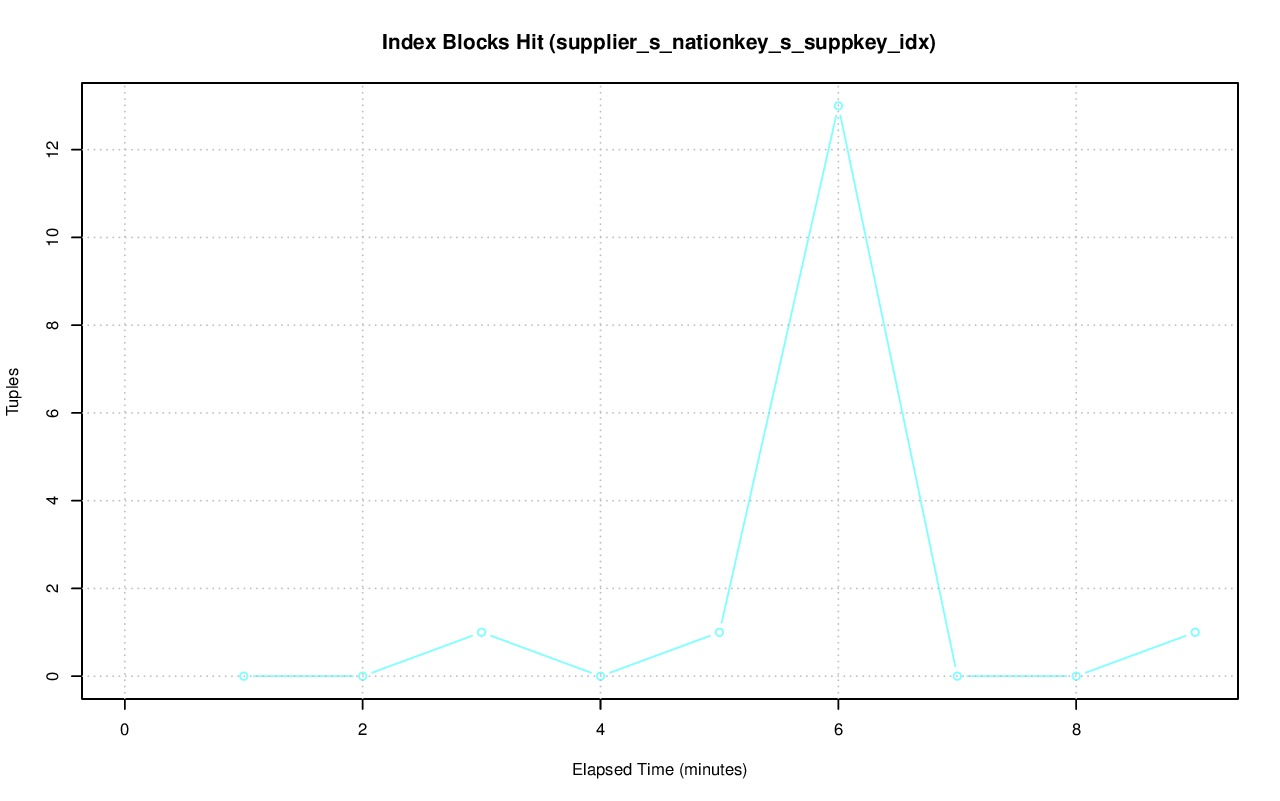 Index Blocks Hit (supplier_s_nationkey_s_suppkey_idx)
Tuples
12
10
8
6
4
2
0
0 2 4 6 8
Elapsed Time (minutes)